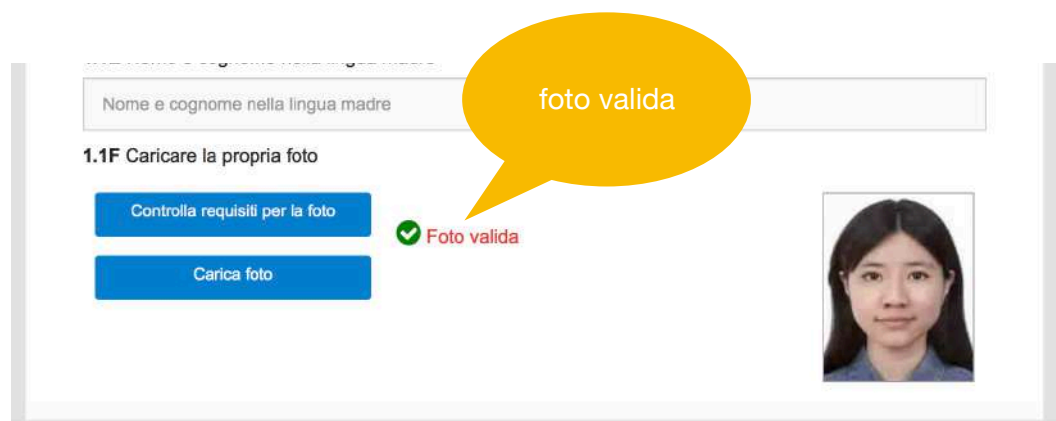 foto valida
Nome e cognome nella lingua madre
1.1F Caricare la propria foto
Controlla requisiti per la foto
Foto valida
Carica foto